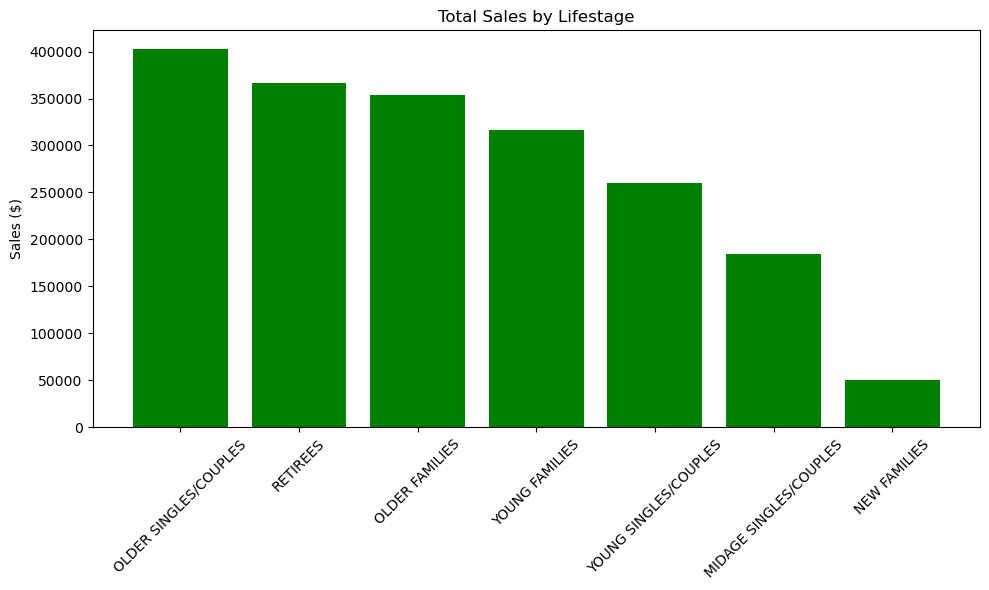 Total Sales by Lifestage
Sales ($)
400000
350000
300000
250000
200000
150000
100000
50000
0
OLDER SINGLES/COUPLES
RETIREES
OLDER FAMILIES
YOUNG FAMILIES
YOUNG SINGLES/COUPLES
MIDAGE SINGLES/COUPLES
NEW FAMILIES